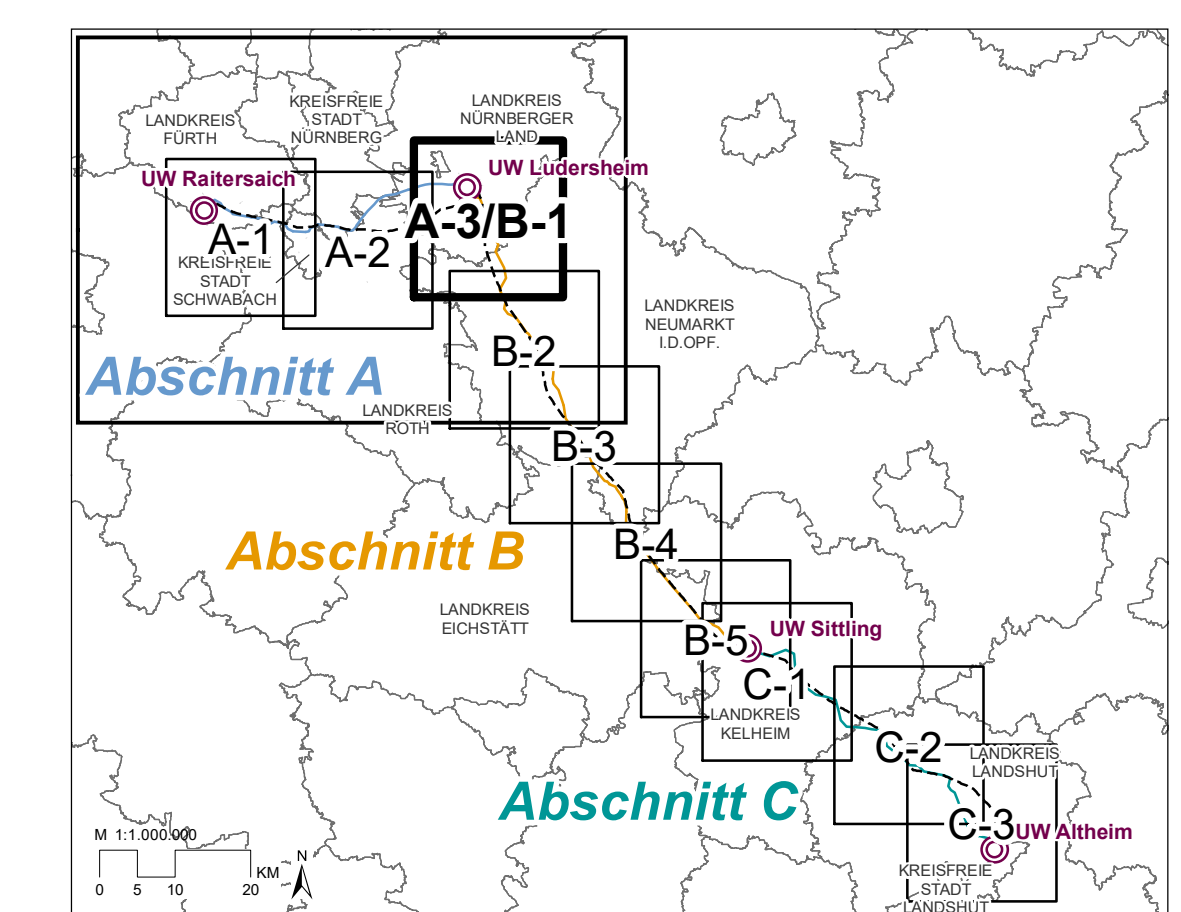 LANDKREIS
FÜRTH
KREISFREIE
STADT
NÜRNBERG
LANDKREIS
NÜRNBERGER
LAND
UW Raitersaich
UW Ludersheim
A-1
A-2
A-3/B-1
KREISFREIE
STADT
SCHWABACH
LANDKREIS
NEUMARKT
I.D.OPF.
B-2
Abschnitt A
LANDKREIS
ROTH
B-3
Abschnitt B
B-4
LANDKREIS
EICHSTÄTT
B-5
UW Sittling
C-1
LANDKREIS
KELHEIM
C-2
LANDKREIS
LANDSHUT
Abschnitt C
C-3
UW Altheim
KREISFREIE
STADT
LANDSHUT
M 1:1.000.000
KM
0 5 10 20
N